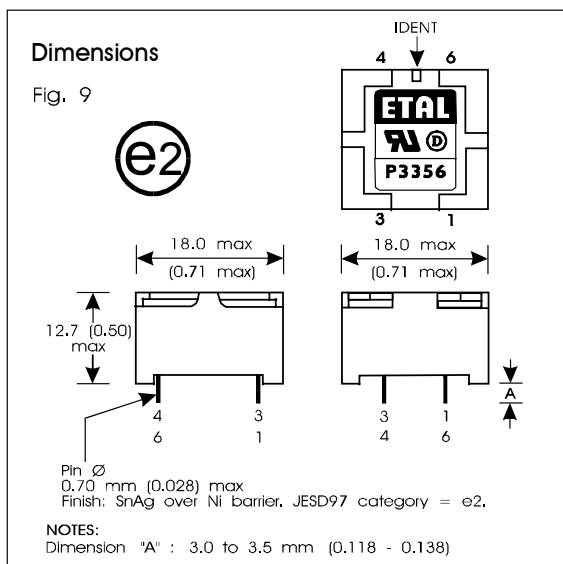 Dimensions
Fig. 9
e2
IDENT
4 6
ETAL
UR D
P3356
3 1
18.0 max
(0.71 max)
18.0 max
(0.71 max)
12.7 (0.50)
max
A
4 3
6 1
3 1
4 6
Pin Ø
0.70 mm (0.028) max
Finish: SnAg over Ni barrier, JESD97 category = e2.
NOTES:
Dimension "A" : 3.0 to 3.5 mm (0.118 - 0.138)